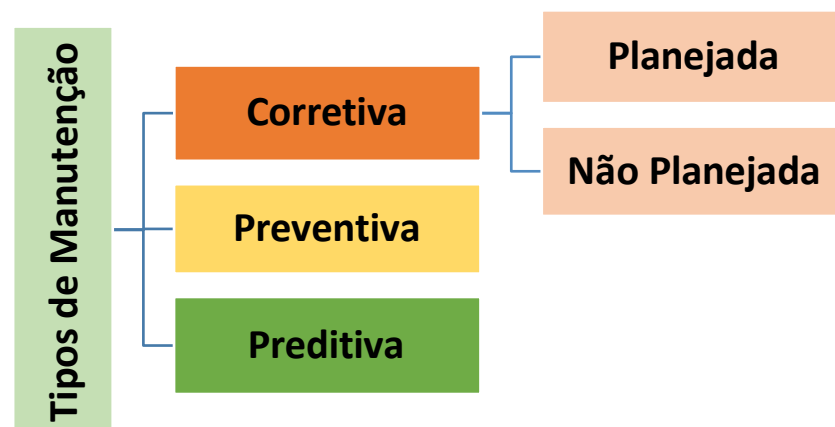 Tipos de Manutenção
Corretiva
Planejada
Não Planejada
Preventiva
Preditiva